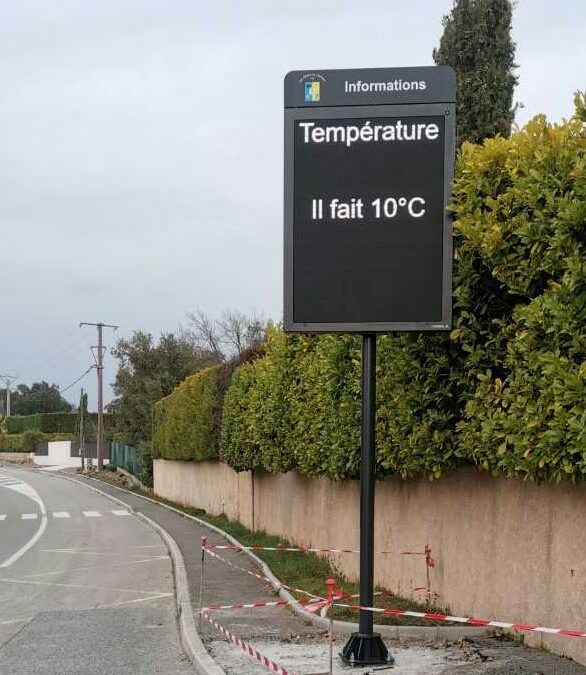 Informations
Température
Il fait 10°C